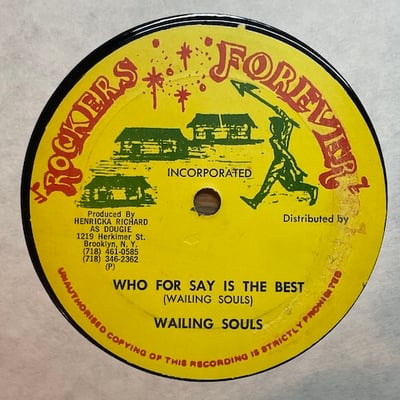 "ROCKERS FOREVER"
INCORPORATED
Produced By
HENRICKA RICHARD
AS DOUGIE
1219 Herkimer St.
Brooklyn, N. Y.
(718) 461-0585
(718) 346-2362
(P)
Distributed by
WHO FOR SAY IS THE BEST
(WAILING SOULS)
WAILING SOULS
UNAUTHORISED COPYING OF THIS RECORDING IS STRICTLY PROHIBITED